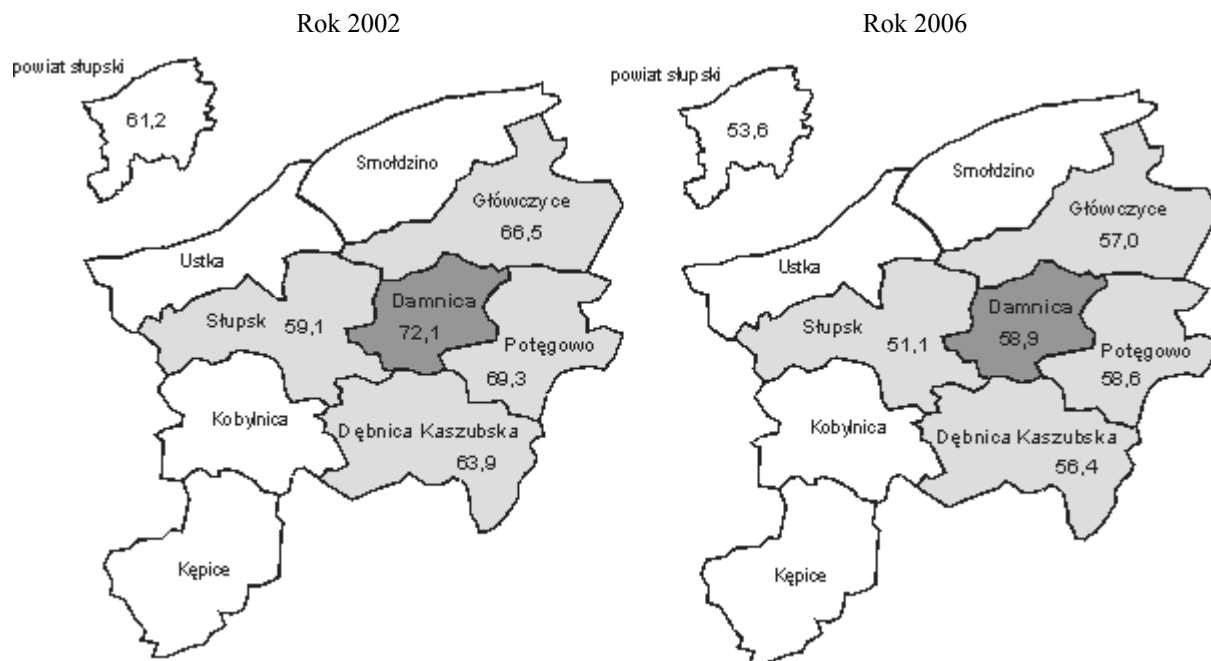 Rok 2002
powiat słupski
61,2
Smołdzino
Główczyce
66,5
Ustka
Damnica
72,1
Słupsk 59,1
Potęgowo
69,3
Kobylnica
Dębnica Kaszubska
63,9
Kępice
Rok 2006
powiat słupski
53,6
Smołdzino
Główczyce
57,0
Ustka
Damnica
58,9
Słupsk
51,1
Potęgowo
58,6
Kobylnica
Dębnica Kaszubska
56,4
Kępice